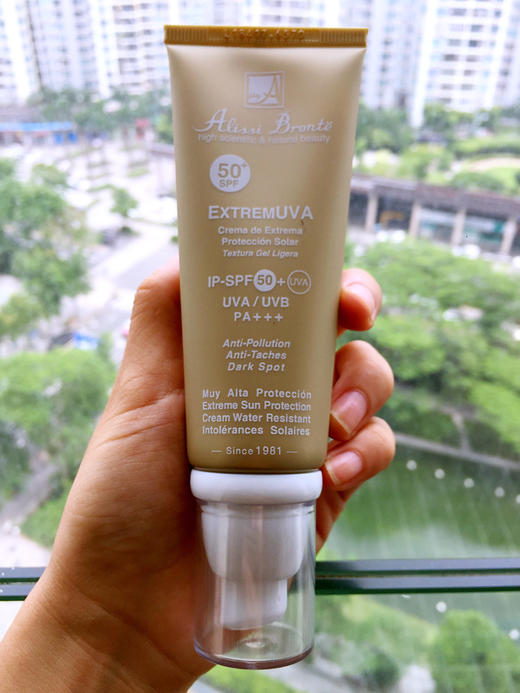 Alissi Brontë
high scientific & natural beauty
50+
SPF
EXTREMUVA
Crema de Extrema
Protección Solar
Textura Gel Ligera
IP-SPF 50+ UVA
UVA / UVB
PA+++
Anti-Pollution
Anti-Taches
Dark Spot
Muy Alta Protección
Extreme Sun Protection
Cream Water Resistant
Intolérances Solaires
— Since 1981 —